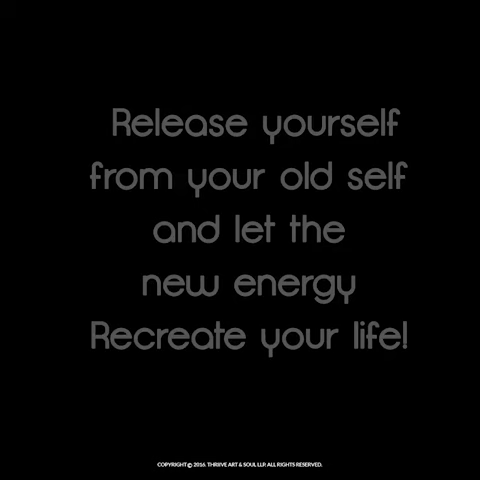 Release yourself
from your old self
and let the
new energy
Recreate your life!
COPYRIGHT © 2016. THRIIVE ART & SOUL LLP. ALL RIGHTS RESERVED.